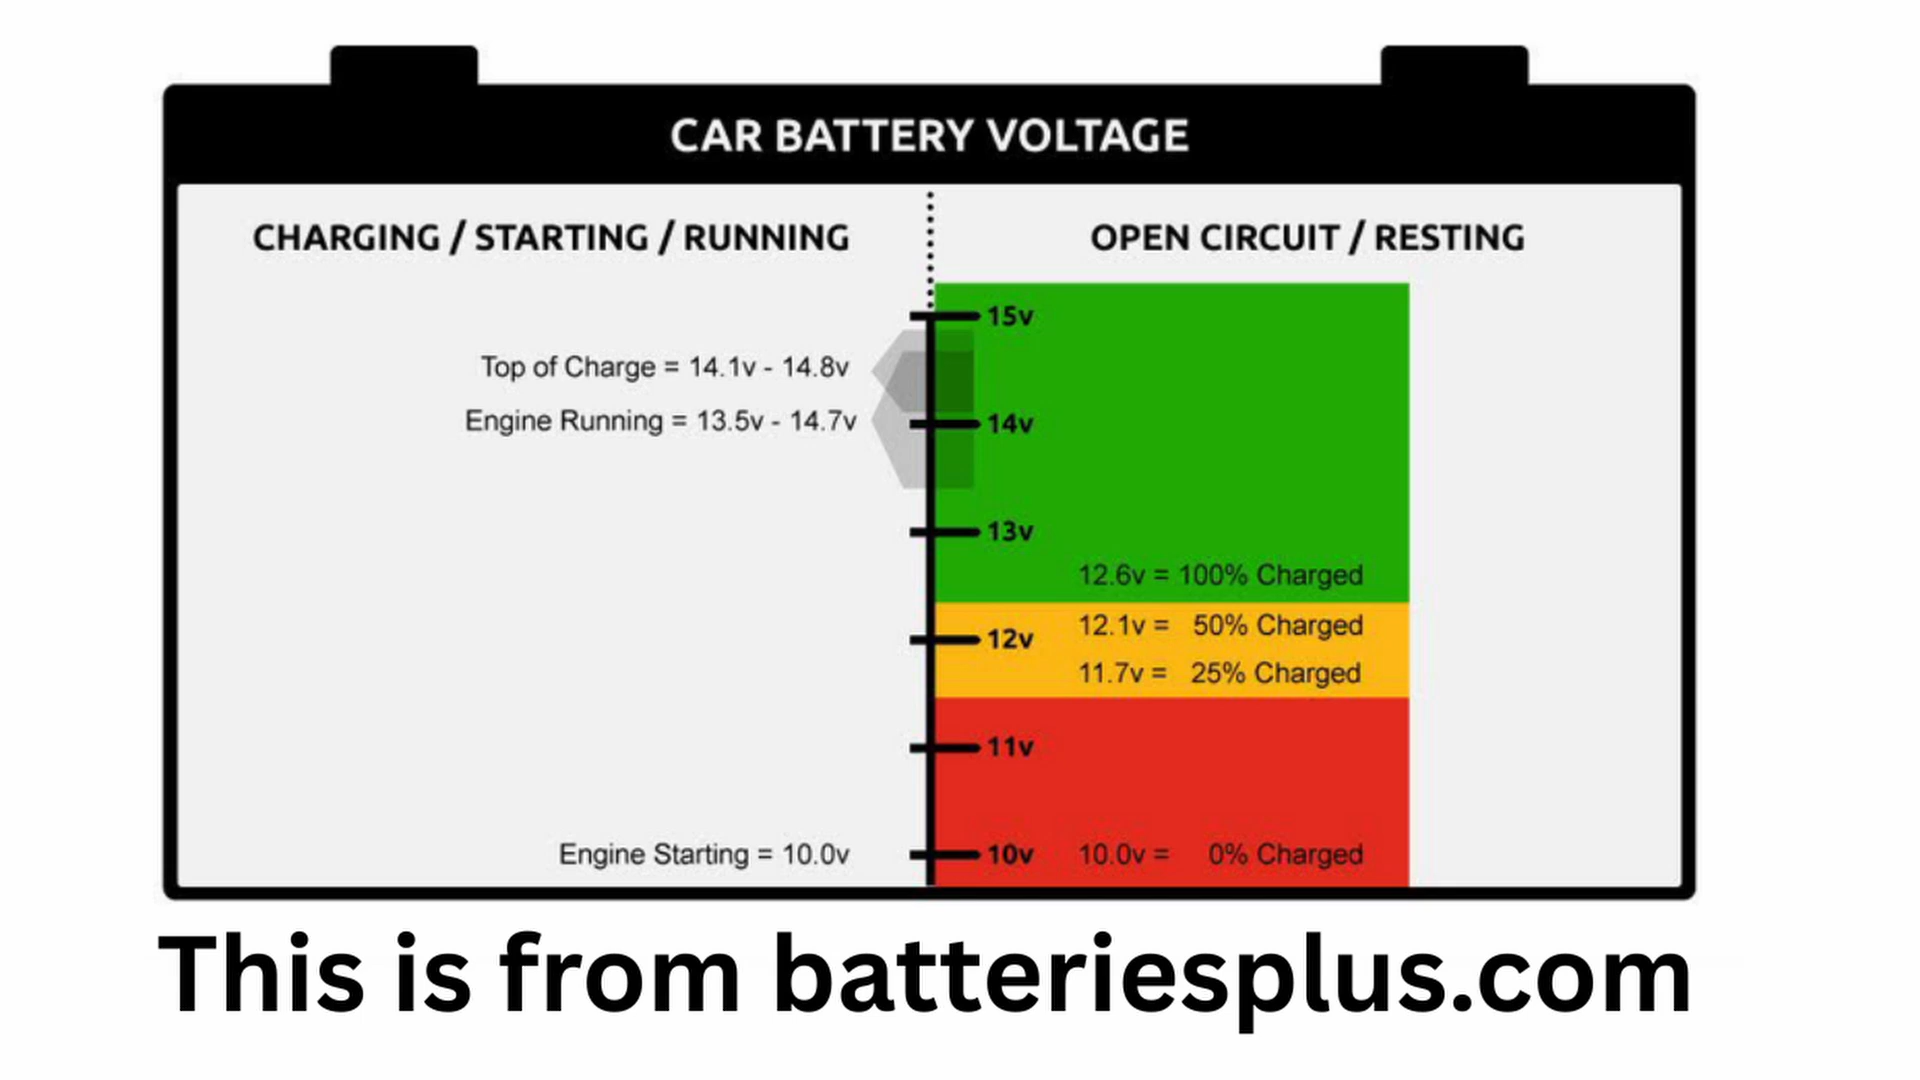 CAR BATTERY VOLTAGE
CHARGING / STARTING / RUNNING
OPEN CIRCUIT / RESTING
15v
Top of Charge = 14.1v - 14.8v
Engine Running = 13.5v - 14.7v
14v
13v
12.6v = 100% Charged
12.1v = 50% Charged
12v
11.7v = 25% Charged
11v
Engine Starting = 10.0v
10v
10.0v = 0% Charged
This is from batteriesplus.com